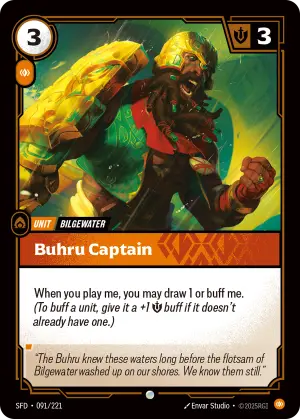 3
3
UNIT BILGEWATER
Buhru Captain
When you play me, you may draw 1 or buff me.
(To buff a unit, give it a +1 buff if it doesn't
already have one.)
"The Buhru knew these waters long before the flotsam of
Bilgewater washed up on our shores. We know them still."
SFD • 091/221
Envar Studio • ©2025RGI